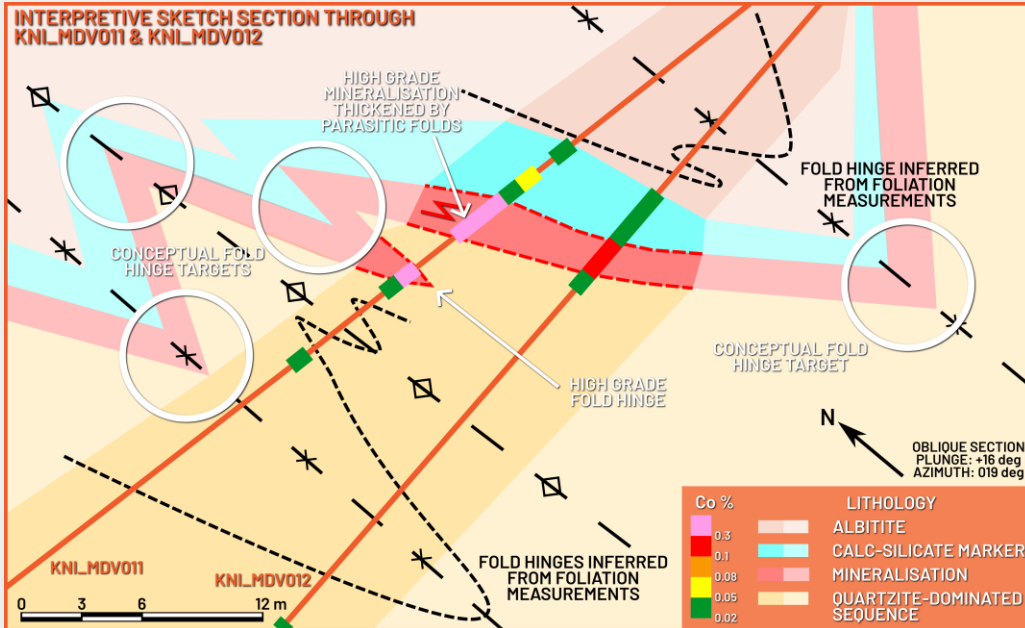 INTERPRETIVE SKETCH SECTION THROUGH
KNI_MDV011 & KNI_MDV012
HIGH GRADE
MINERALISATION
THICKENED BY
PARASITIC FOLDS
FOLD HINGE INFERRED
FROM FOLIATION
MEASUREMENTS
CONCEPTUAL FOLD
HINGE TARGETS
CONCEPTUAL FOLD
HINGE TARGET
HIGH GRADE
FOLD HINGE
N
OBLIQUE SECTION
PLUNGE: +16 deg
AZIMUTH: 019 deg
FOLD HINGES INFERRED
FROM FOLIATION
MEASUREMENTS
KNI_MDV011
KNI_MDV012
0 3 6 12 m
Co %
0.3
0.1
0.08
0.05
0.02
LITHOLOGY
ALBITITE
CALC-SILICATE MARKER
MINERALISATION
QUARTZITE-DOMINATED
SEQUENCE